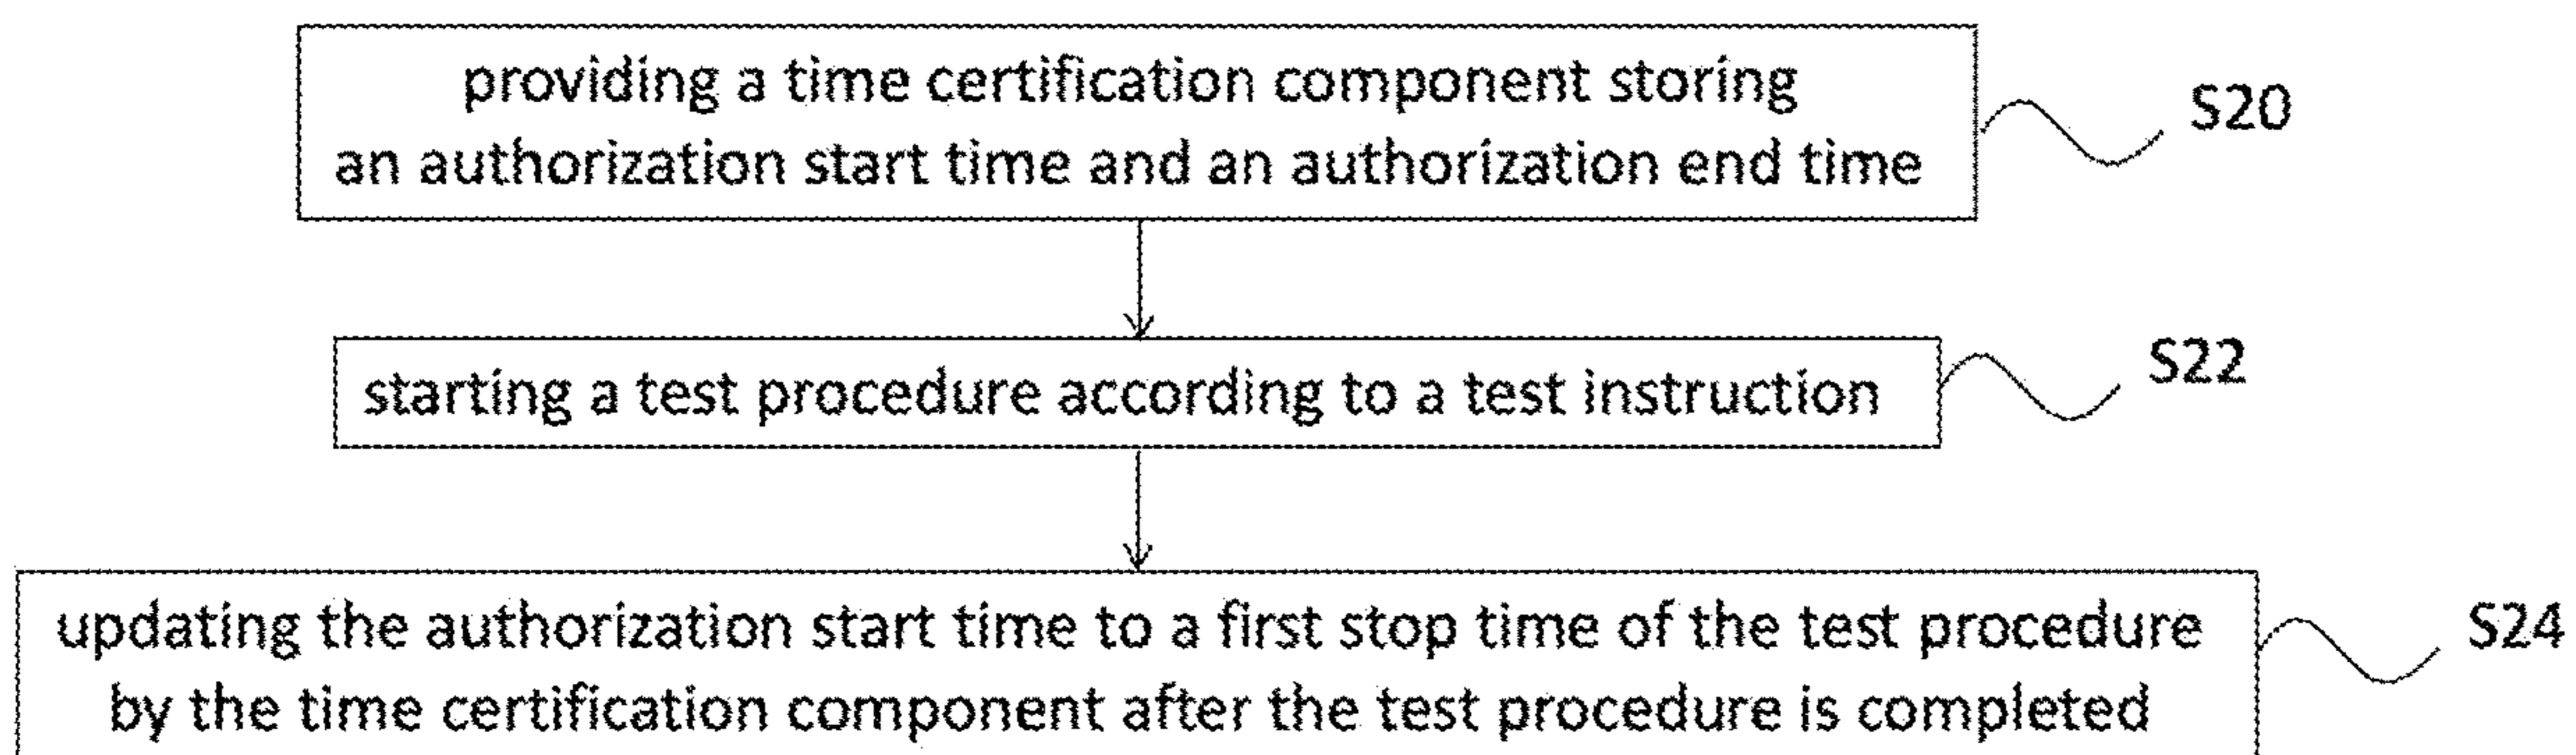 providing a time certification component storing
an authorization start time and an authorization end time
S20
starting a test procedure according to a test instruction
S22
updating the authorization start time to a first stop time of the test procedure
by the time certification component after the test procedure is completed
S24